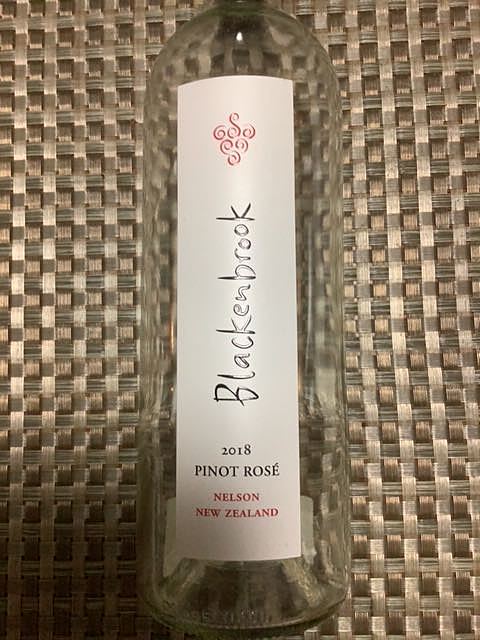 Blackenbrook
2018
PINOT ROSÉ
NELSON
NEW ZEALAND